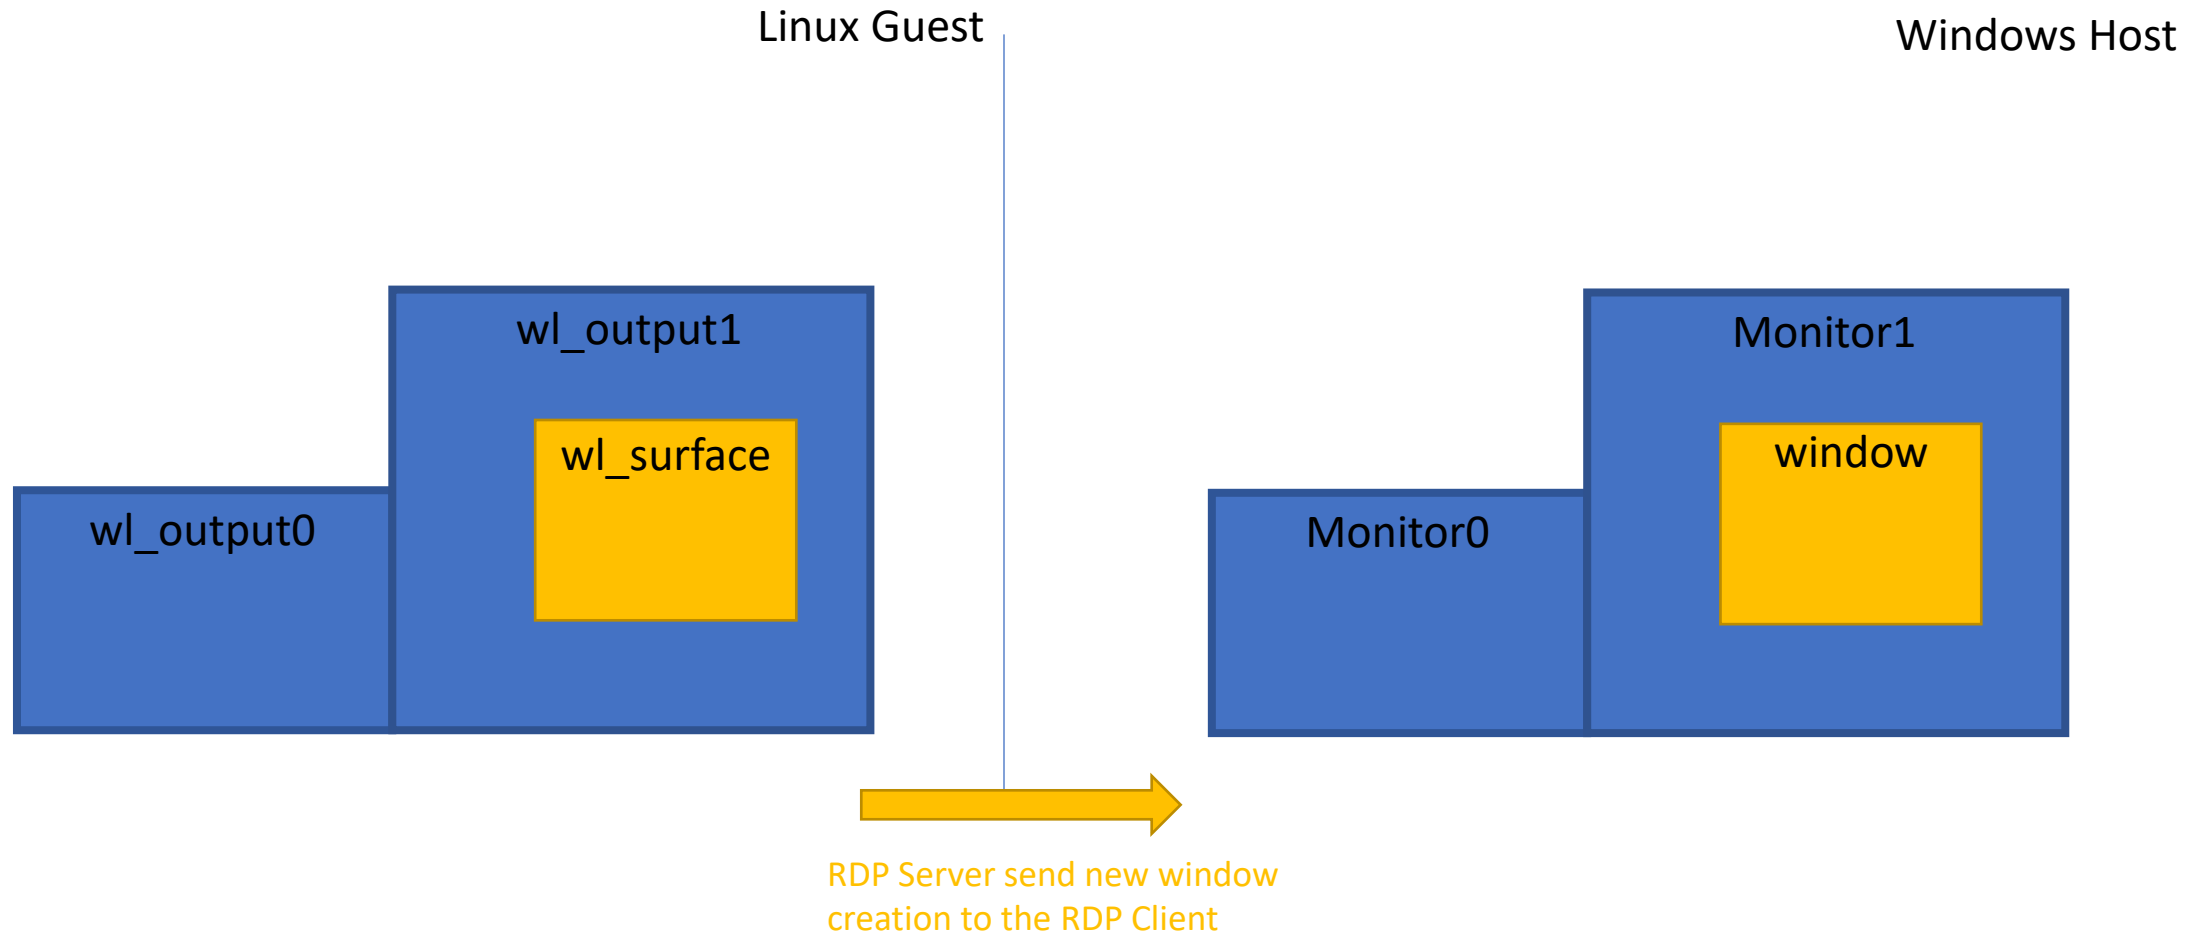 Linux Guest
Windows Host
wl_output1
wl_surface
wl_output0
Monitor1
window
Monitor0
RDP Server send new window
creation to the RDP Client